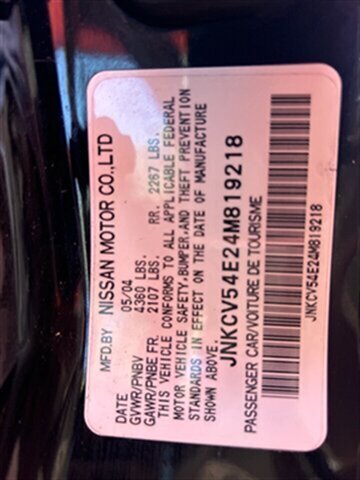 MFD.BY NISSAN MOTOR CO.,LTD
DATE 05/04
GVWR/PNBV 4360 LBS.
GAWR/PNBE FR. 2107 LBS. RR. 2267 LBS.
THIS VEHICLE CONFORMS TO ALL APPLICABLE FEDERAL
MOTOR VEHICLE SAFETY,BUMPER,AND THEFT PREVENTION
STANDARDS IN EFFECT ON THE DATE OF MANUFACTURE
SHOWN ABOVE.
JNKCV54E24M819218
PASSENGER CAR/VOITURE DE TOURISME
JNKCV54E24M819218